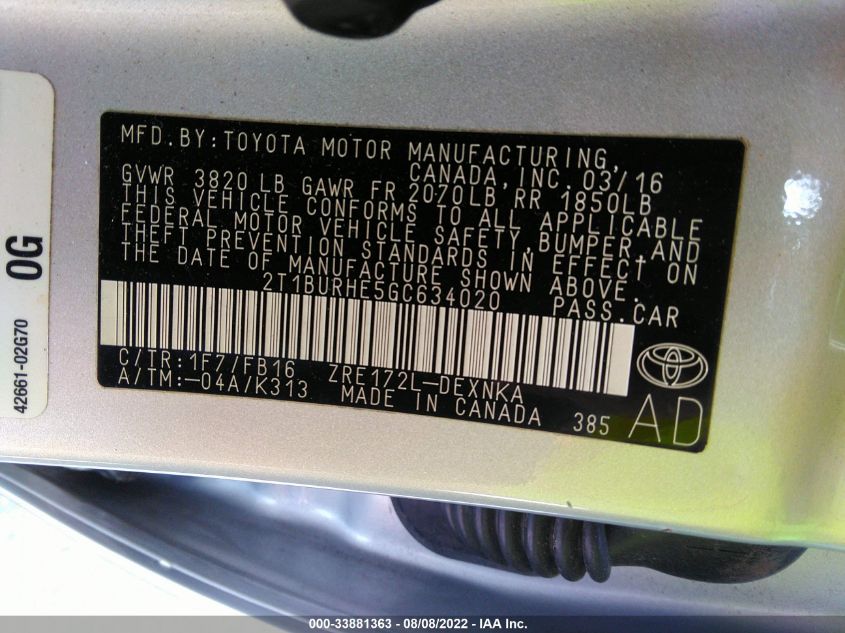 MFD.BY:TOYOTA MOTOR MANUFACTURING,
CANADA, INC. 03/16
GVWR 3820 LB GAWR FR 2070LB RR 1850LB
THIS VEHICLE CONFORMS TO ALL APPLICABLE
FEDERAL MOTOR VEHICLE SAFETY, BUMPER, AND
THEFT PREVENTION STANDARDS IN EFFECT ON
THE DATE OF MANUFACTURE SHOWN ABOVE.
2T1BURHE5GC634020 PASS.CAR
C/TR:1F7/FB16 ZRE172L-DEXNKA
A/TM:-04A/K313 MADE IN CANADA 385 AD
0G
42661-02G70
000-33881363 - 08/08/2022 - IAA Inc.